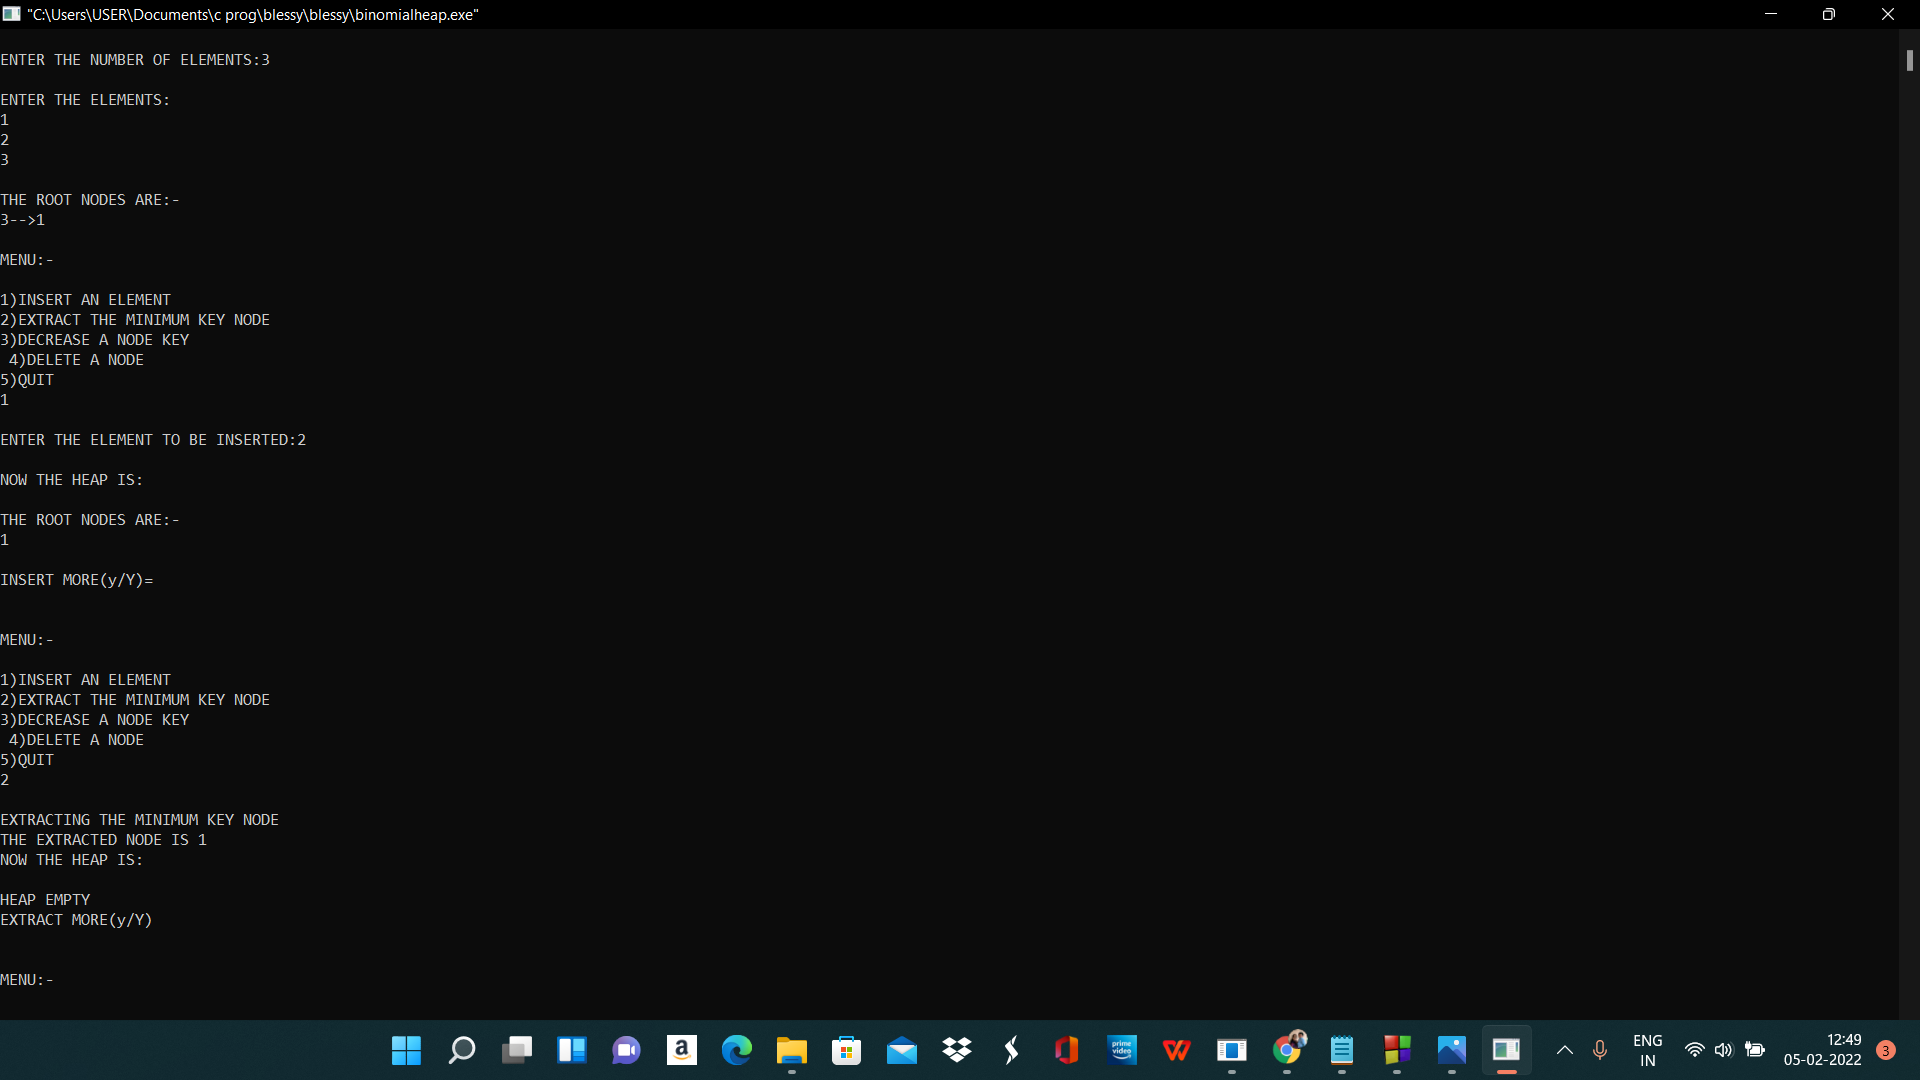 "C:\Users\USER\Documents\c prog\blessy\blessy\binomialheap.exe"
ENTER THE NUMBER OF ELEMENTS:3
ENTER THE ELEMENTS:
1
2
3
THE ROOT NODES ARE:-
3-->1
MENU:-
1)INSERT AN ELEMENT
2)EXTRACT THE MINIMUM KEY NODE
3)DECREASE A NODE KEY
4)DELETE A NODE
5)QUIT
1
ENTER THE ELEMENT TO BE INSERTED:2
NOW THE HEAP IS:
THE ROOT NODES ARE:-
1
INSERT MORE(y/Y)=
MENU:-
1)INSERT AN ELEMENT
2)EXTRACT THE MINIMUM KEY NODE
3)DECREASE A NODE KEY
4)DELETE A NODE
5)QUIT
2
EXTRACTING THE MINIMUM KEY NODE
THE EXTRACTED NODE IS 1
NOW THE HEAP IS:
HEAP EMPTY
EXTRACT MORE(y/Y)
MENU:-
a
prime video
W
ENG
IN
12:49
05-02-2022
3